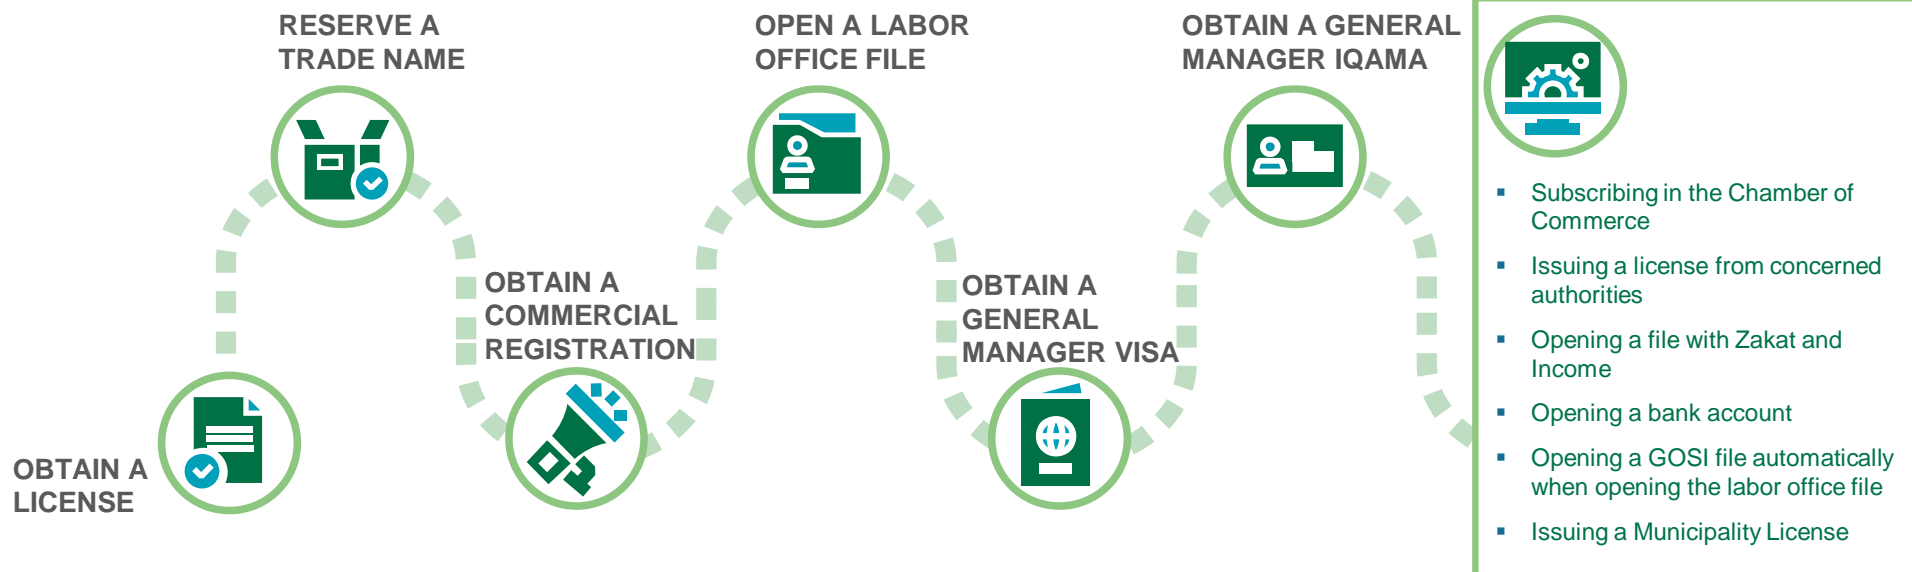 OBTAIN A
LICENSE
RESERVE A
TRADE NAME
OBTAIN A
COMMERCIAL
REGISTRATION
OPEN A LABOR
OFFICE FILE
OBTAIN A
GENERAL
MANAGER VISA
OBTAIN A GENERAL
MANAGER IQAMA
▪ Subscribing in the Chamber of
Commerce
▪ Issuing a license from concerned
authorities
▪ Opening a file with Zakat and
Income
▪ Opening a bank account
▪ Opening a GOSI file automatically
when opening the labor office file
▪ Issuing a Municipality License